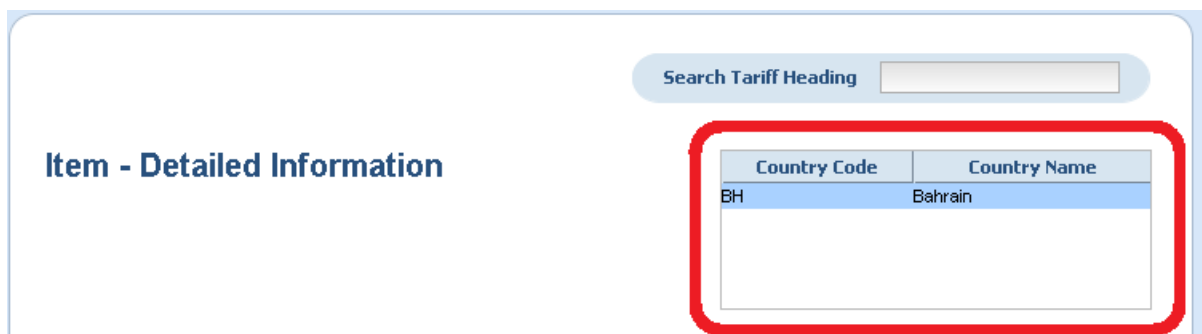 Search Tariff Heading
Item - Detailed Information
Country Code Country Name
BH Bahrain